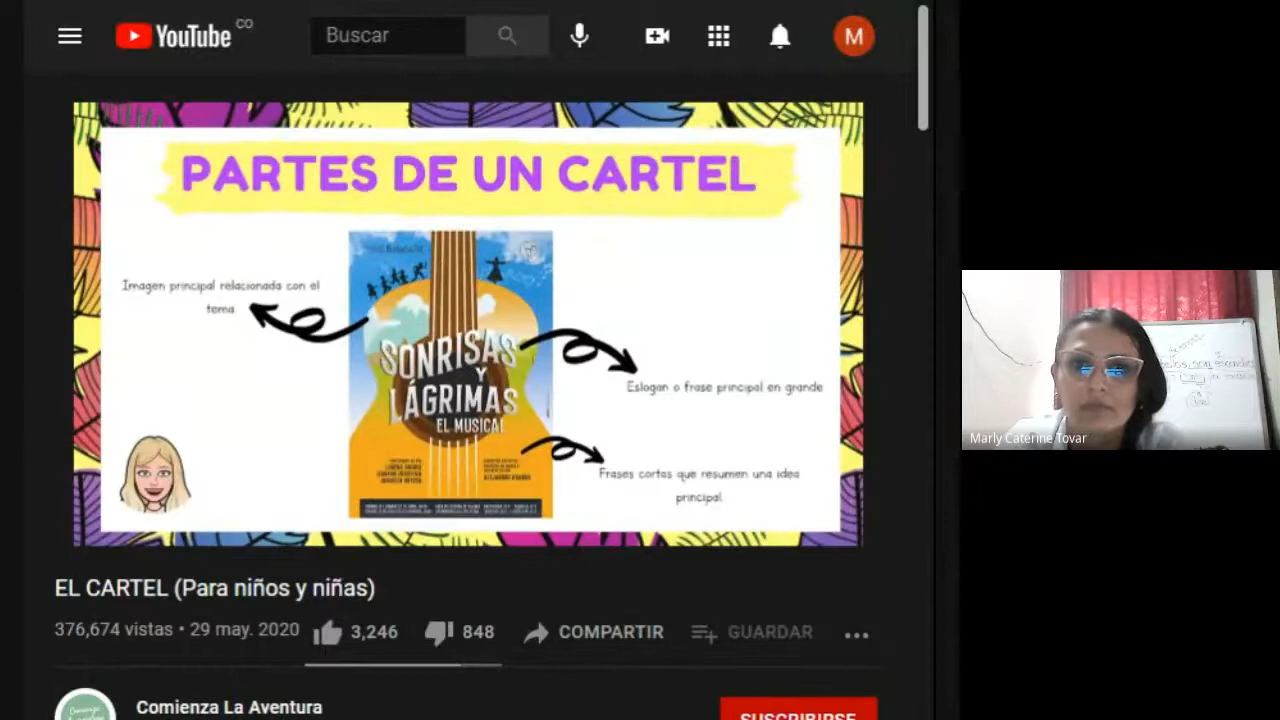 YouTube CO
Buscar
M
PARTES DE UN CARTEL
Imagen principal relacionada con el
tema
SONRISAS
Y
LÁGRIMAS
EL MUSICAL
Eslogan o frase principal en grande
Frases cortas que resumen una idea
principal
Marly Caterine Tovar
EL CARTEL (Para niños y niñas)
376,674 vistas • 29 may. 2020
3,246
848
COMPARTIR
GUARDAR
Comienza La Aventura
SUSCRIBIRSE